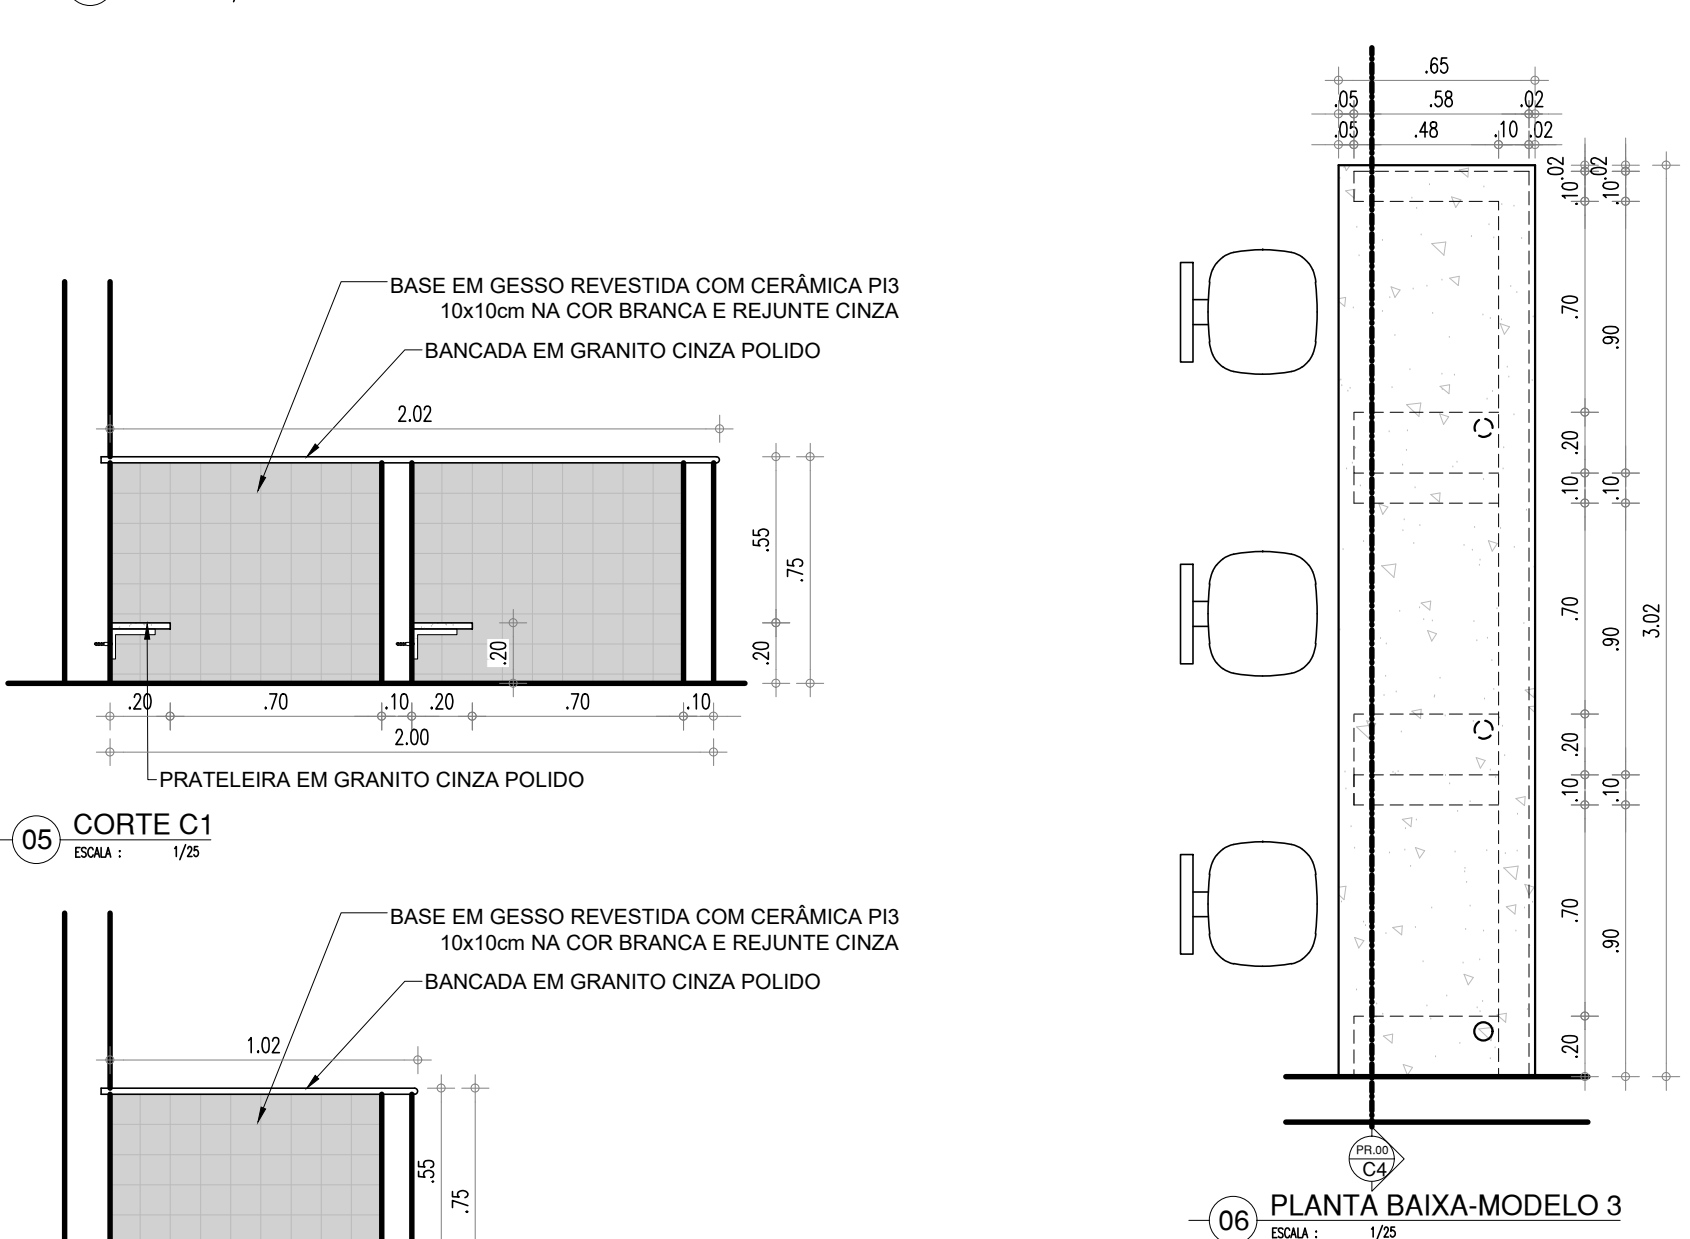 BASE EM GESSO REVESTIDA COM CERÂMICA PI3
10x10cm NA COR BRANCA E REJUNTE CINZA
BANCADA EM GRANITO CINZA POLIDO
2.02
.55
.75
.20
.20
.20
.70
.10
.20
.70
.10
2.00
PRATELEIRA EM GRANITO CINZA POLIDO
05
CORTE C1
ESCALA : 1/25
BASE EM GESSO REVESTIDA COM CERÂMICA PI3
10x10cm NA COR BRANCA E REJUNTE CINZA
BANCADA EM GRANITO CINZA POLIDO
1.02
.55
.75
.65
.05 .58 .02
.05 .48 .10 .02
.02 .02
.10 .10
.70
.90
.20
.10 .10
.70
.90
3.02
.20
.10 .10
.70
.90
.20
PR.00
C4
06
PLANTA BAIXA-MODELO 3
ESCALA : 1/25